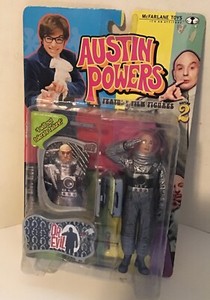 McFARLANE TOYS
AUSTIN
POWERS
FEATURE FILM FIGURES
2
DR.
EVIL